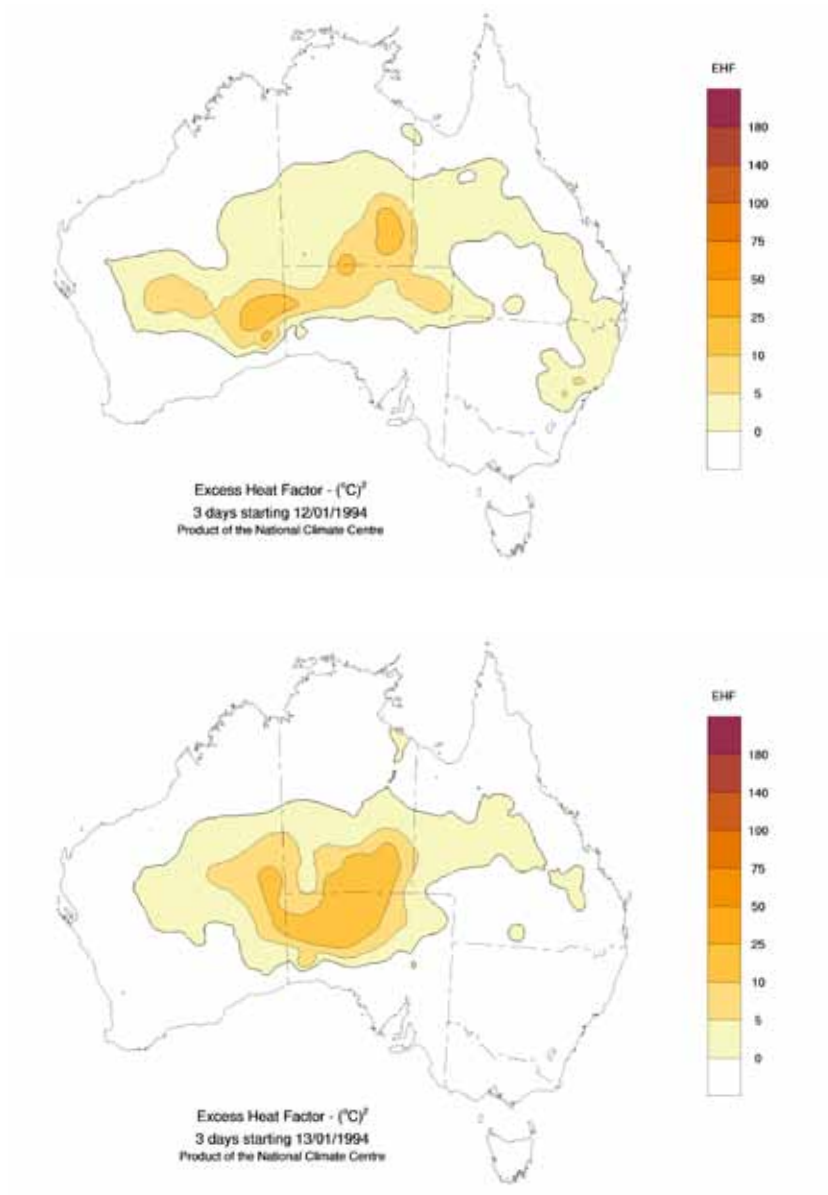 EHF
180
140
100
75
50
25
10
5
0
Excess Heat Factor - (°C)²
3 days starting 12/01/1994
Product of the National Climate Centre
EHF
180
140
100
75
50
25
10
5
0
Excess Heat Factor - (°C)²
3 days starting 13/01/1994
Product of the National Climate Centre